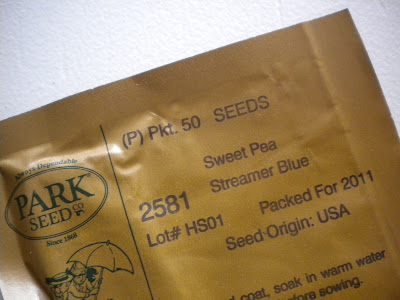 (P) Pkt. 50 SEEDS
Sweet Pea
Streamer Blue
2581
Lot# HS01 Packed For 2011
Seed Origin: USA
Always Dependable
PARK
SEED CO
Since 1868
coat, soak in warm water
before sowing.